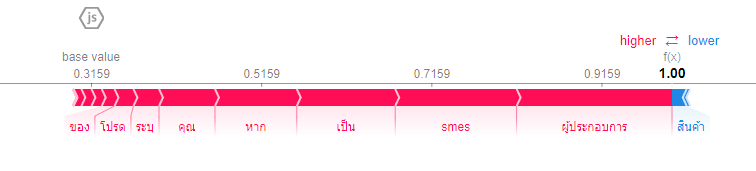 js
higher lower
base value f(x)
0.3159 0.5159 0.7159 0.9159 1.00
ของ โปรด ระบุ คุณ หาก เป็น smes ผู้ประกอบการ สินค้า